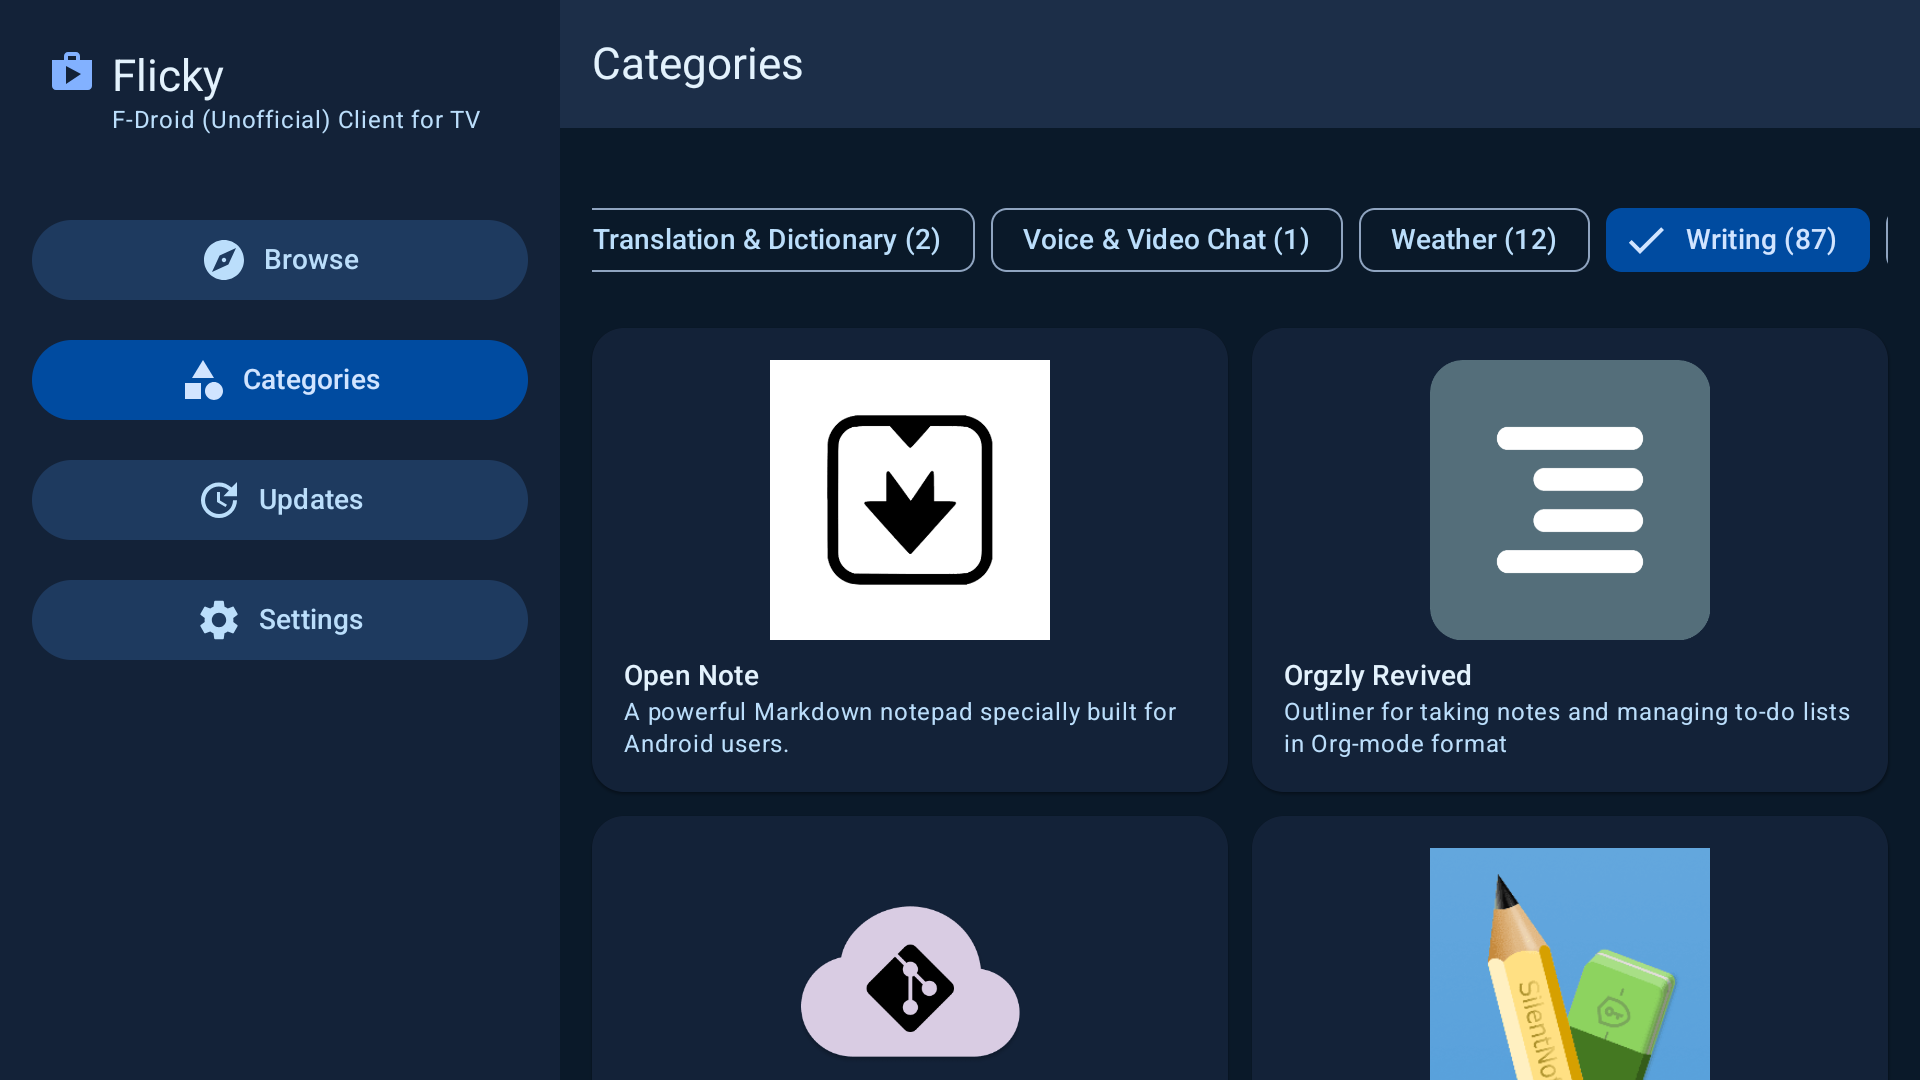 Flicky
F-Droid (Unofficial) Client for TV
Browse
Categories
Updates
Settings
Categories
Translation & Dictionary (2)
Voice & Video Chat (1)
Weather (12)
Writing (87)
Open Note
A powerful Markdown notepad specially built for
Android users.
Orgzly Revived
Outliner for taking notes and managing to-do lists
in Org-mode format
SilentNo